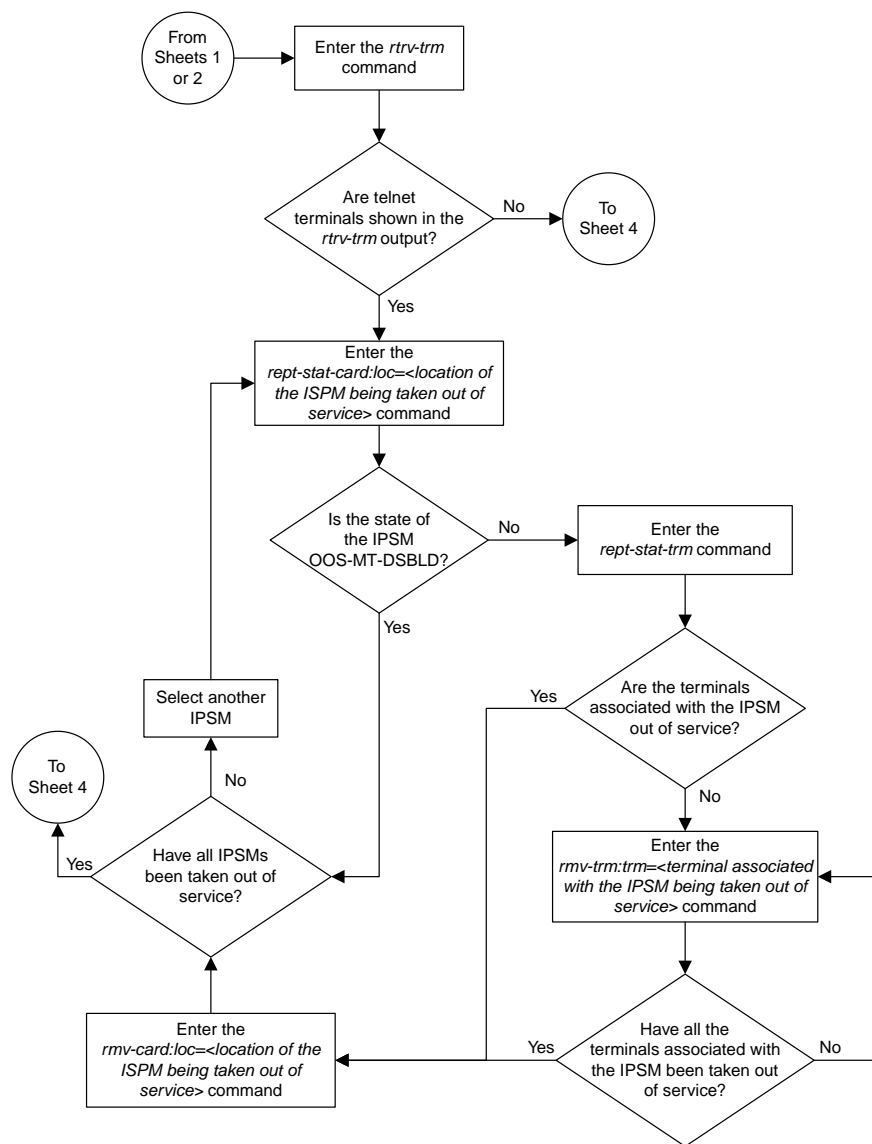 From
Sheets 1
or 2
Enter the rtrv-trm
command
Are telnet
terminals shown in the
rtrv-trm output?
No
To
Sheet 4
Yes
Enter the
rept-stat-card:loc=<location of
the ISPM being taken out of
service> command
Is the state of
the IPSM
OOS-MT-DSBLD?
No
Enter the
rept-stat-trm command
Yes
Are the terminals
associated with the IPSM
out of service?
Yes
No
Select another
IPSM
To
Sheet 4
No
Yes
Have all IPSMs
been taken out of
service?
Enter the
rmv-trm:trm=<terminal associated
with the IPSM being taken out of
service> command
Enter the
rmv-card:loc=<location of the
ISPM being taken out of
service> command
Yes
Have all the
terminals associated with
the IPSM been taken out
of service?
No